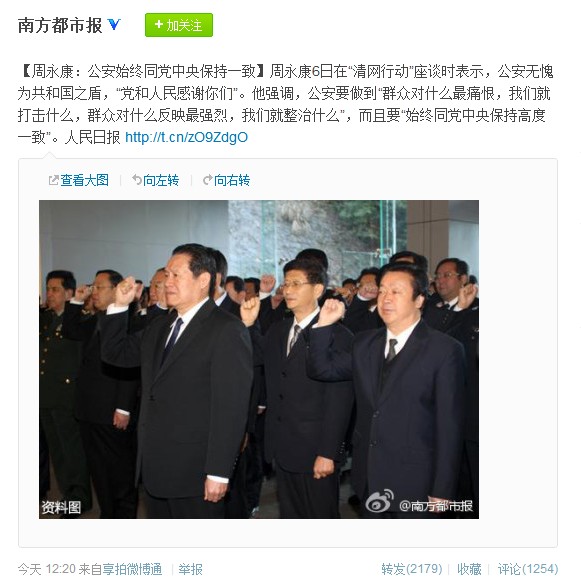 南方都市报
+加关注
【周永康：公安始终同党中央保持一致】周永康6日在“清网行动”座谈时表示，公安无愧
为共和国之盾，“党和人民感谢你们”。他强调，公安要做到“群众对什么最痛恨，我们就
打击什么，群众对什么反映最强烈，我们就整治什么”，而且要“始终同党中央保持高度
一致”。人民日报 http://t.cn/zO9ZdgO
查看大图 向左转 向右转
资料图
@南方都市报
今天 12:20 来自享拍微博通 举报 转发(2179) 收藏 评论(1254)